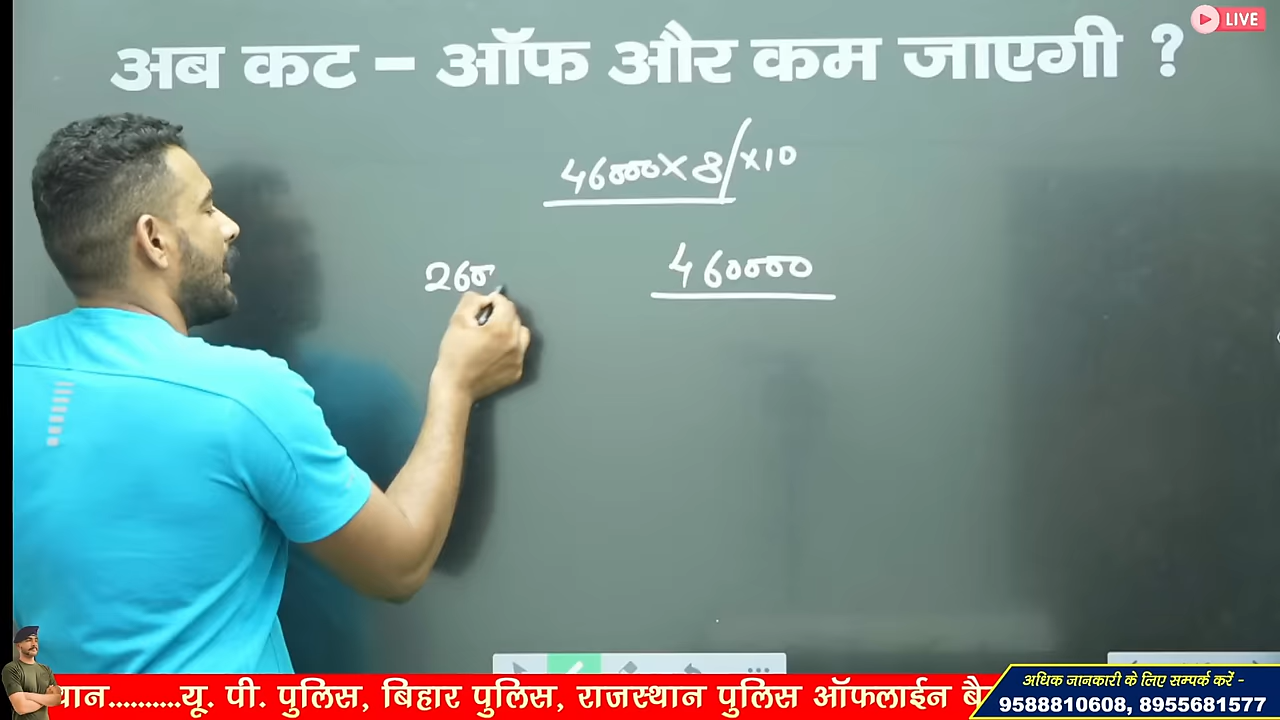 LIVE
अब कट - ऑफ और कम जाएगी ?
46000×8/×10
460000
2600
यान..........यू. पी. पुलिस, बिहार पुलिस, राजस्थान पुलिस ऑफलाईन बै
अधिक जानकारी के लिए सम्पर्क करें -
9588810608, 8955681577